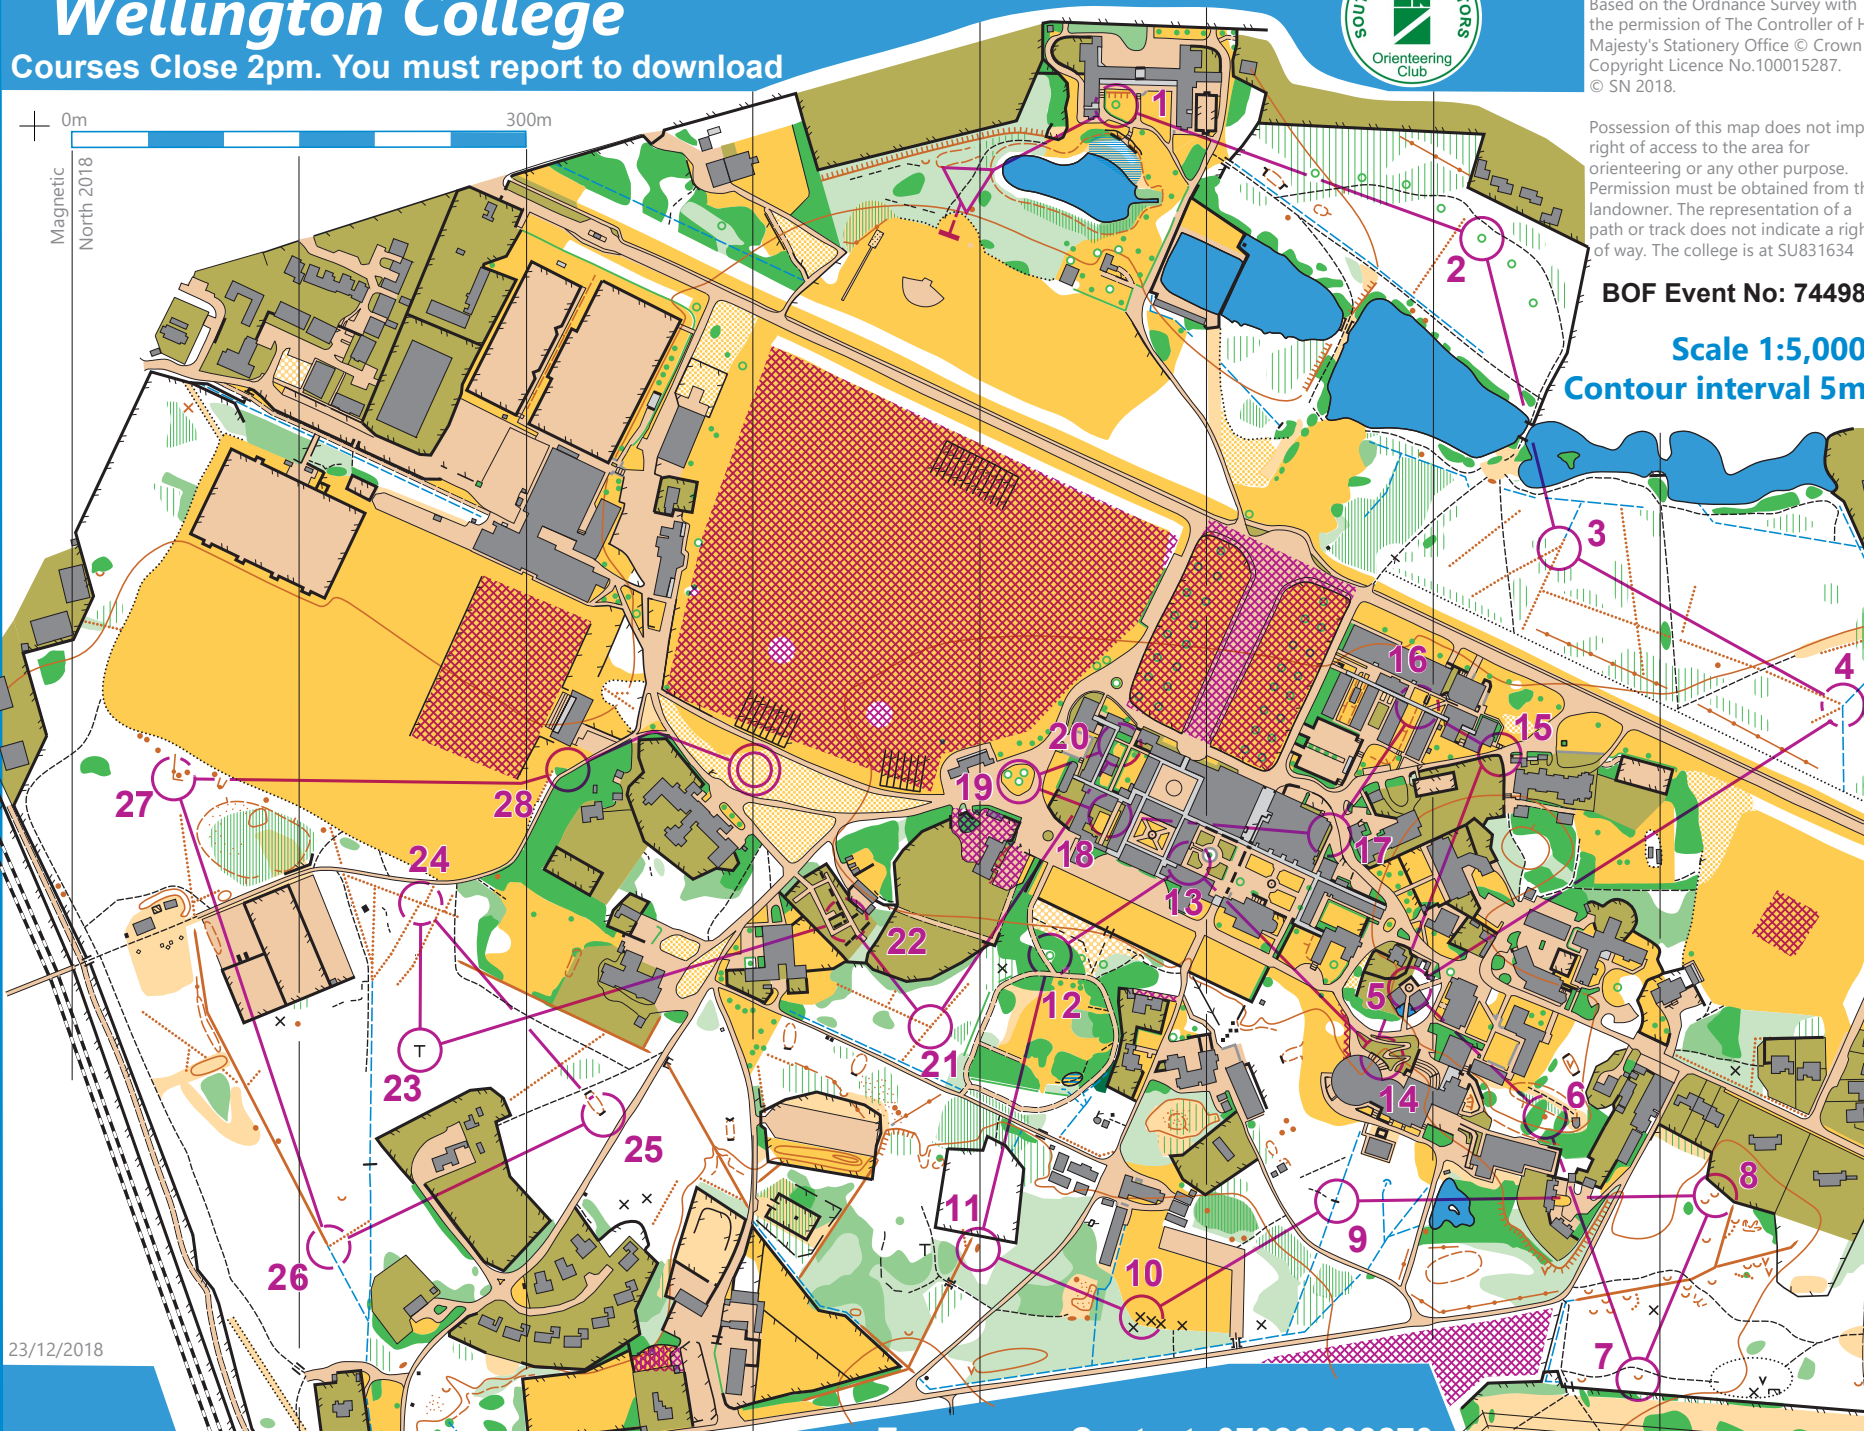 Wellington College
Courses Close 2pm. You must report to download
0m
300m
Magnetic
North 2018
Orienteering
Club
Based on the Ordnance Survey with
the permission of The Controller of H
Majesty's Stationery Office © Crown
Copyright Licence No.100015287.
© SN 2018.
Possession of this map does not imp
right of access to the area for
orienteering or any other purpose.
Permission must be obtained from th
landowner. The representation of a
path or track does not indicate a righ
of way. The college is at SU831634
BOF Event No: 74498
Scale 1:5,000
Contour interval 5m
1
2
3
4
16
15
20
19
18
17
13
28
27
24
22
5
12
21
23
14
6
25
8
11
9
26
10
7
23/12/2018